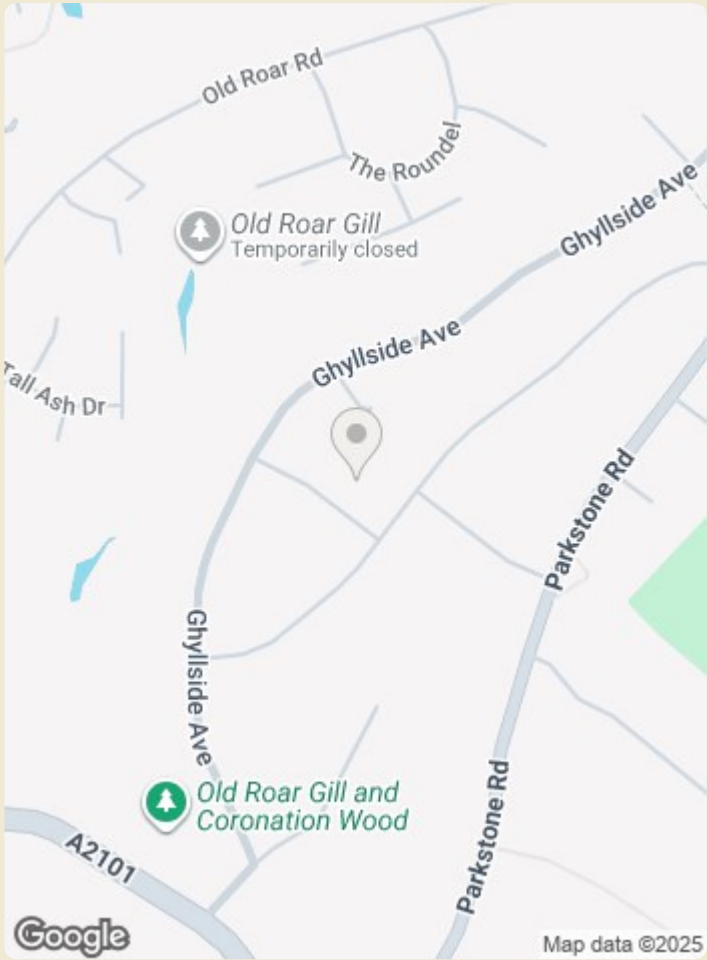 Old Roar Rd
The Roundel
Ghyllside Ave
Old Roar Gill
Temporarily closed
Ghyllside Ave
Tall Ash Dr
Parkstone Rd
Ghyllside Ave
Old Roar Gill and
Coronation Wood
A2101
Parkstone Rd
Google
Map data ©2025